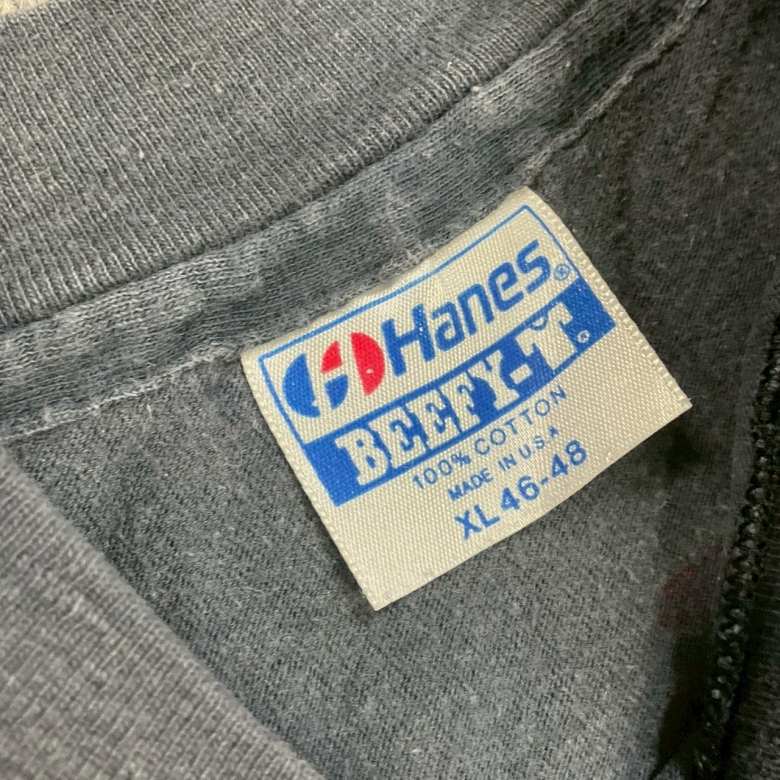 Hanes®
BEEFY-T®
100% COTTON
MADE IN U.S.A
XL 46-48